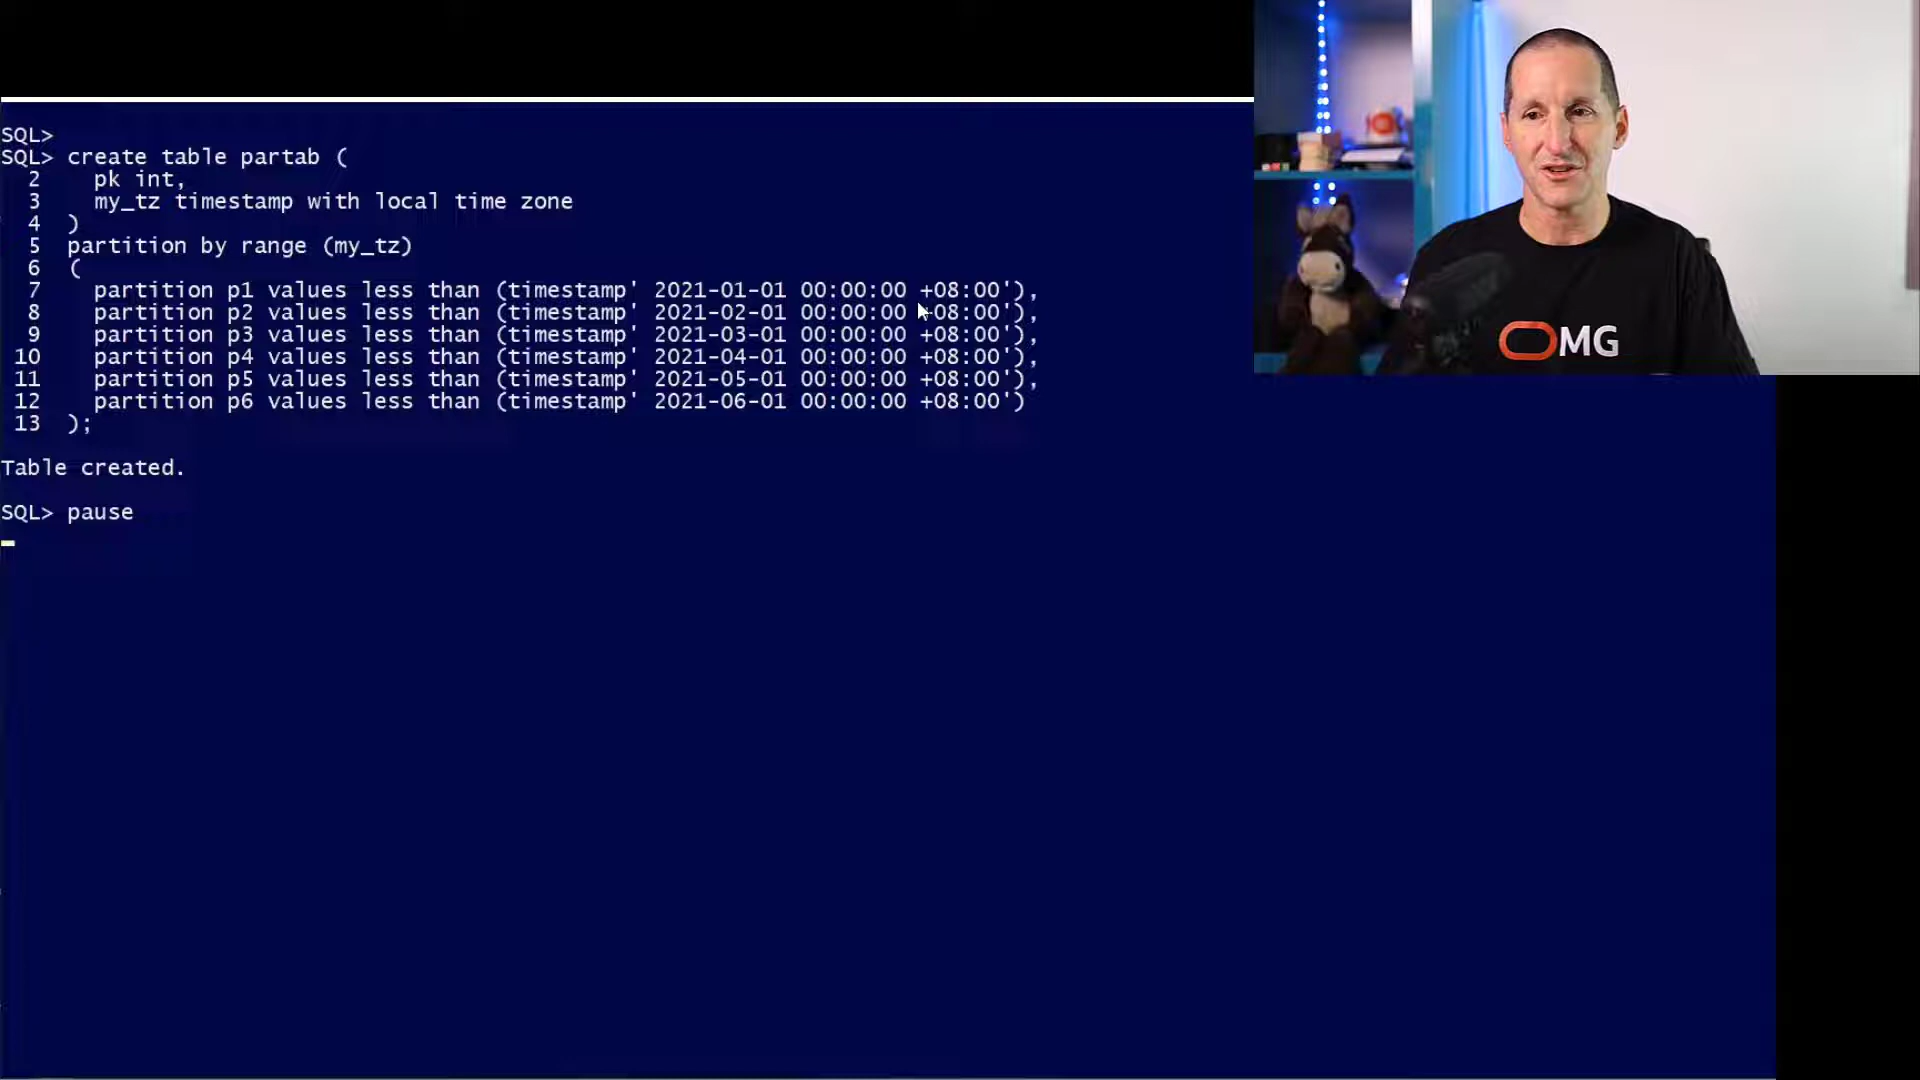 SQL>
SQL> create table partab (
  2    pk int,
  3    my_tz timestamp with local time zone
  4  )
  5  partition by range (my_tz)
  6  (
  7    partition p1 values less than (timestamp' 2021-01-01 00:00:00 +08:00'),
  8    partition p2 values less than (timestamp' 2021-02-01 00:00:00 +08:00'),
  9    partition p3 values less than (timestamp' 2021-03-01 00:00:00 +08:00'),
 10    partition p4 values less than (timestamp' 2021-04-01 00:00:00 +08:00'),
 11    partition p5 values less than (timestamp' 2021-05-01 00:00:00 +08:00'),
 12    partition p6 values less than (timestamp' 2021-06-01 00:00:00 +08:00')
 13  );
Table created.
SQL> pause
OMG